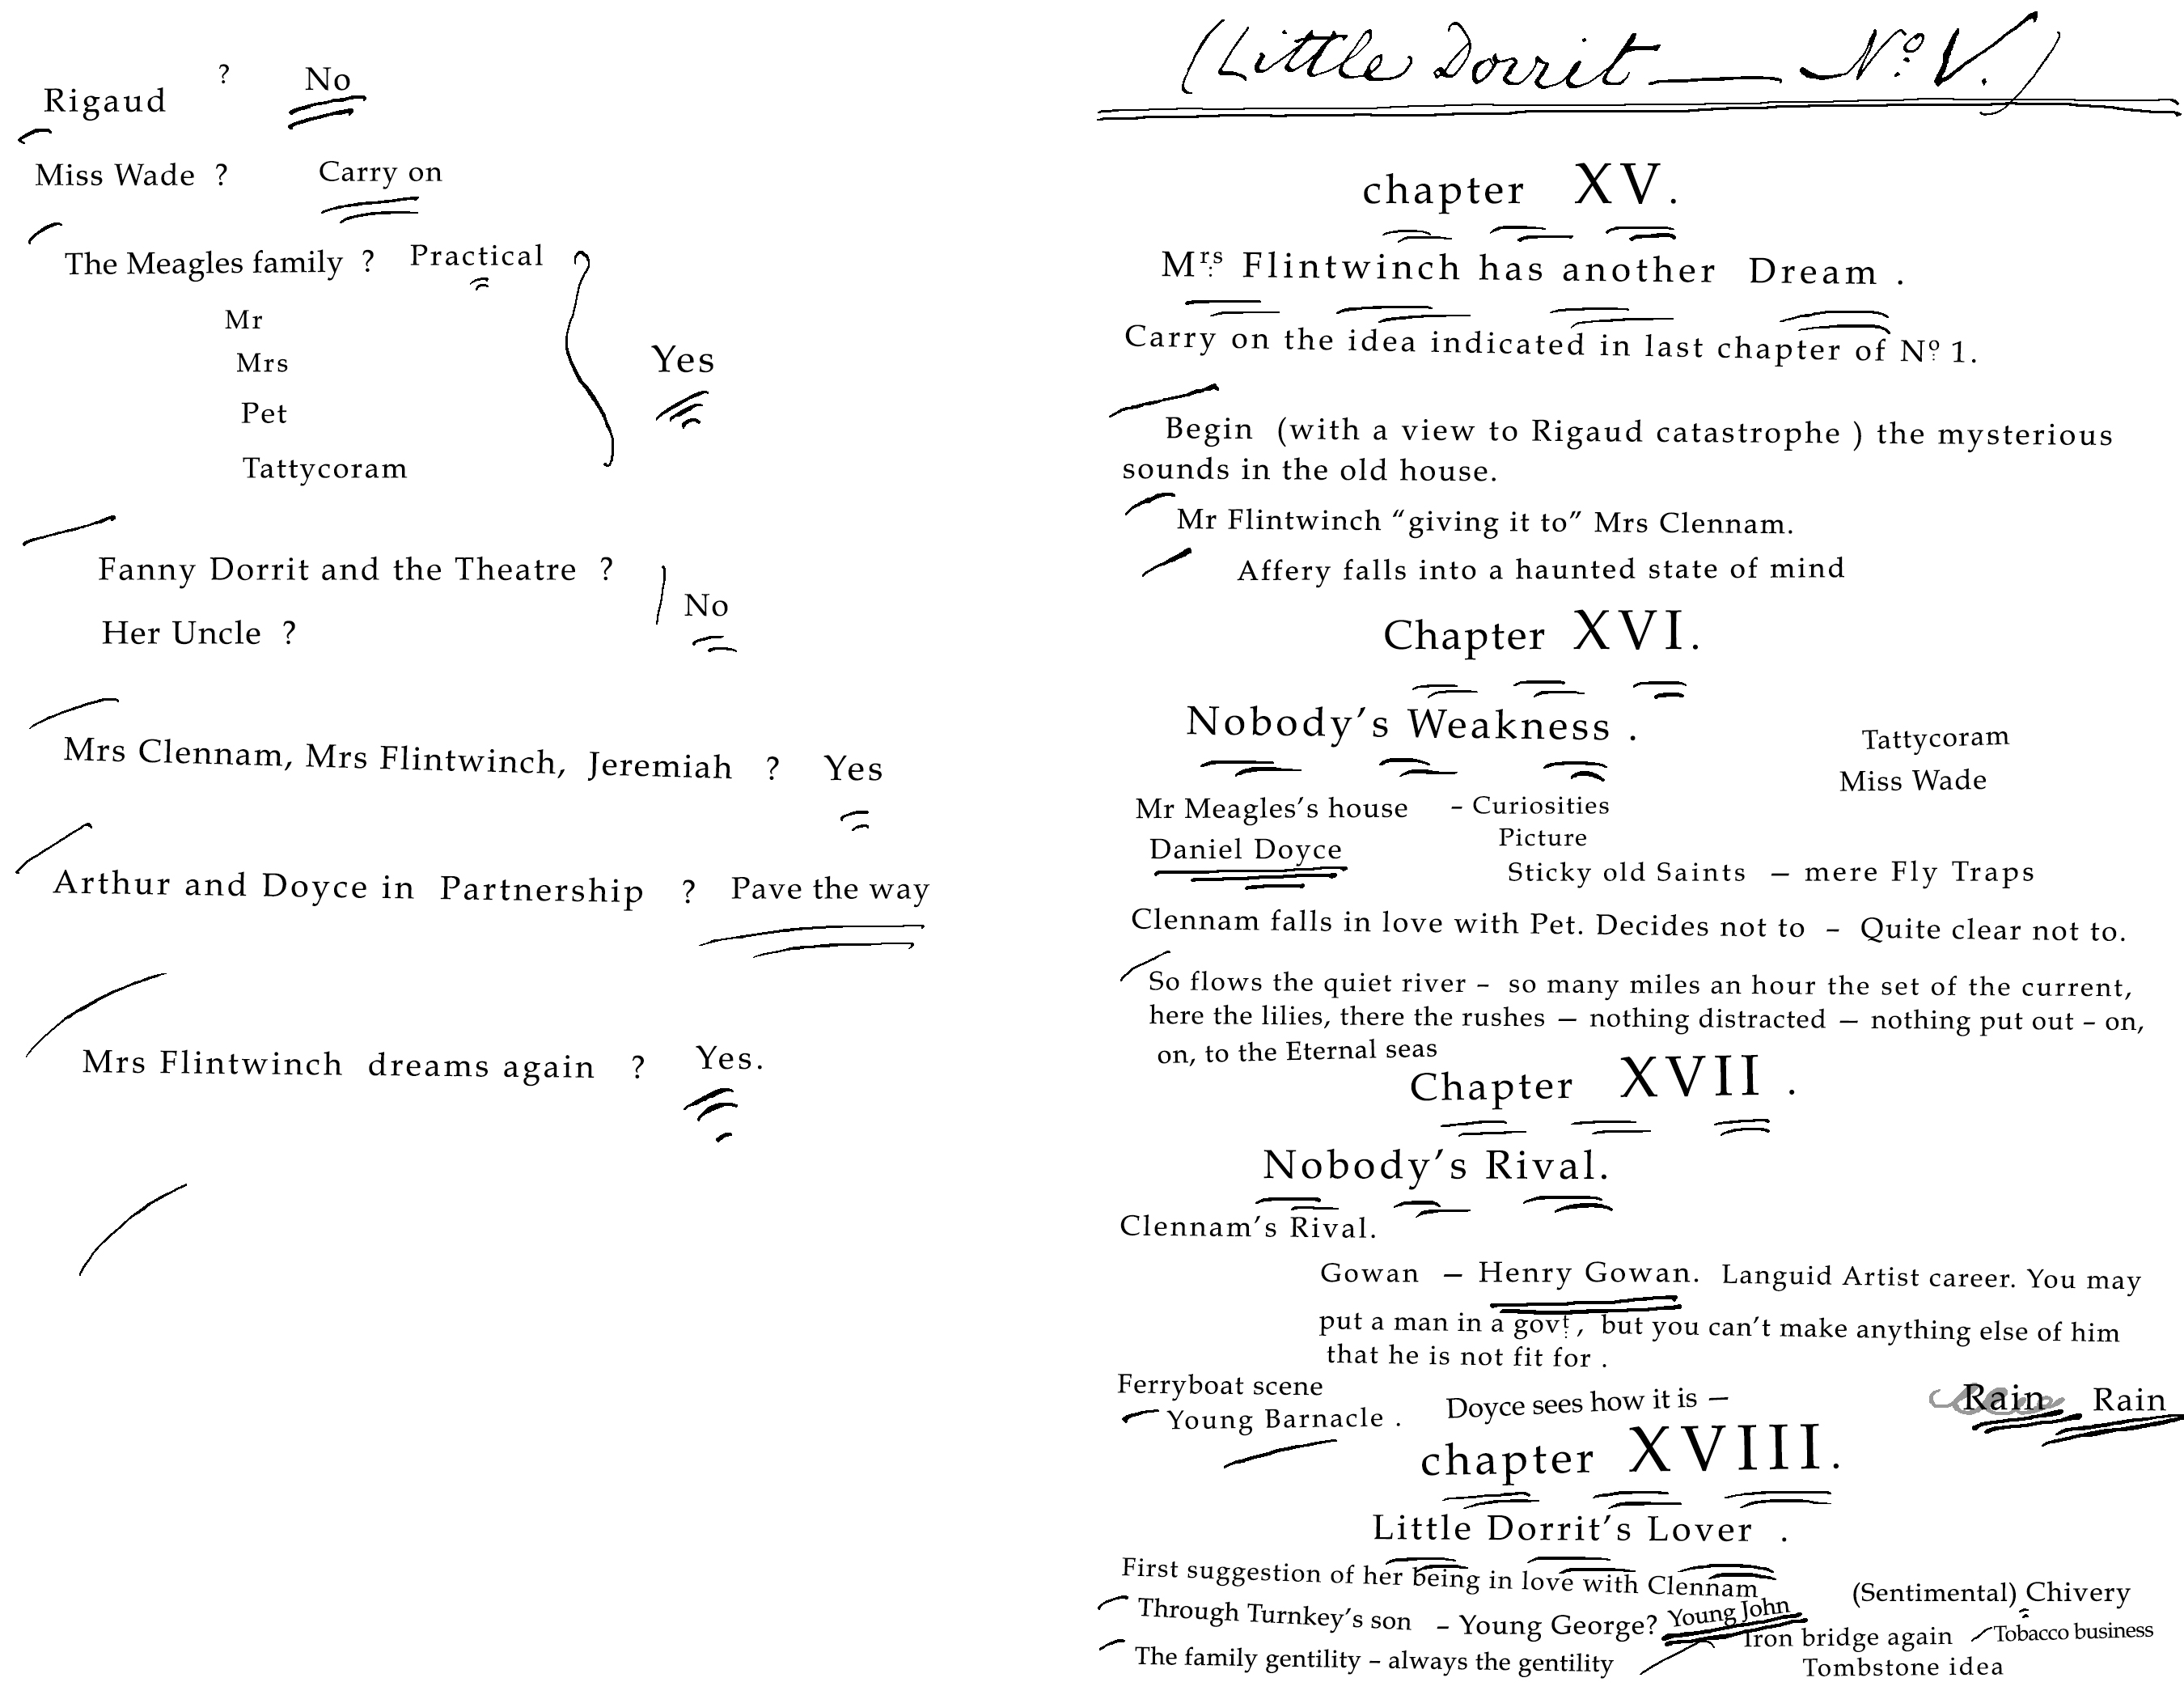 Rigaud ? No
Miss Wade ? Carry on
The Meagles family ? Practical
Mr
Mrs
Yes
Pet
Tattycoram
Fanny Dorrit and the Theatre ?
No
Her Uncle ?
Mrs Clennam, Mrs Flintwinch, Jeremiah ? Yes
Arthur and Doyce in Partnership ? Pave the way
Mrs Flintwinch dreams again ? Yes.
(Little Dorrit — Nº. V.)
chapter XV.
Mrs. Flintwinch has another Dream .
Carry on the idea indicated in last chapter of Nº. 1.
Begin (with a view to Rigaud catastrophe ) the mysterious
sounds in the old house.
Mr Flintwinch “giving it to” Mrs Clennam.
Affery falls into a haunted state of mind
Chapter XVI.
Nobody’s Weakness .
Tattycoram
Miss Wade
Mr Meagles’s house – Curiosities
Picture
Daniel Doyce
Sticky old Saints — mere Fly Traps
Clennam falls in love with Pet. Decides not to – Quite clear not to.
So flows the quiet river – so many miles an hour the set of the current,
here the lilies, there the rushes — nothing distracted — nothing put out – on,
on, to the Eternal seas
Chapter XVII .
Nobody’s Rival.
Clennam’s Rival.
Gowan — Henry Gowan. Languid Artist career. You may
put a man in a govt. , but you can’t make anything else of him
that he is not fit for .
Ferryboat scene
Young Barnacle . Doyce sees how it is — Rain Rain
chapter XVIII.
Little Dorrit’s Lover .
First suggestion of her being in love with Clennam
(Sentimental) Chivery
Through Turnkey’s son – Young George? Young John
Iron bridge again Tobacco business
The family gentility – always the gentility
Tombstone idea